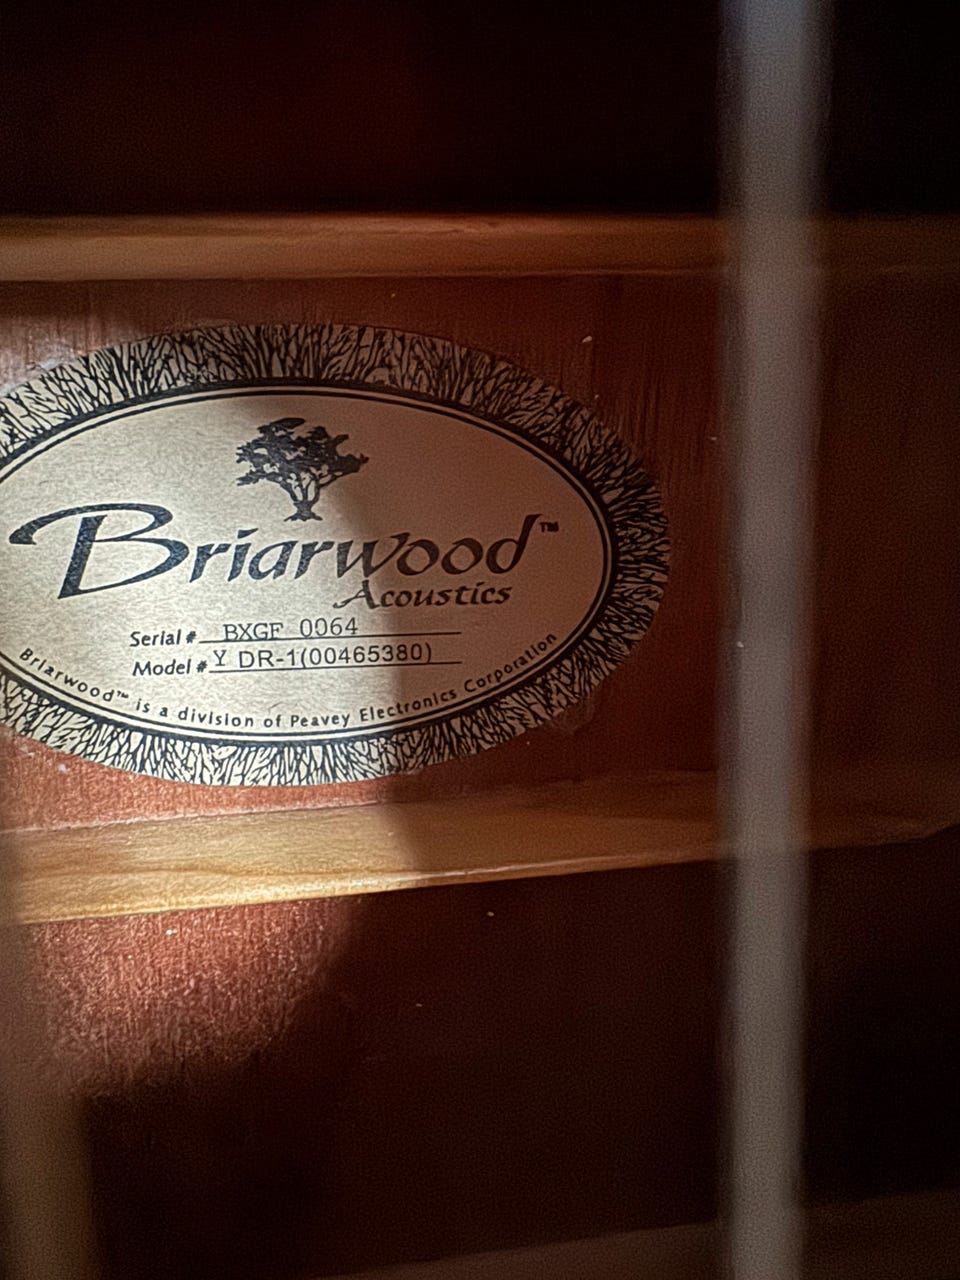 Briarwood™
Acoustics
Serial # BXGF 0064
Model # Y DR-1(00465380)
Briarwood™ is a division of Peavey Electronics Corporation